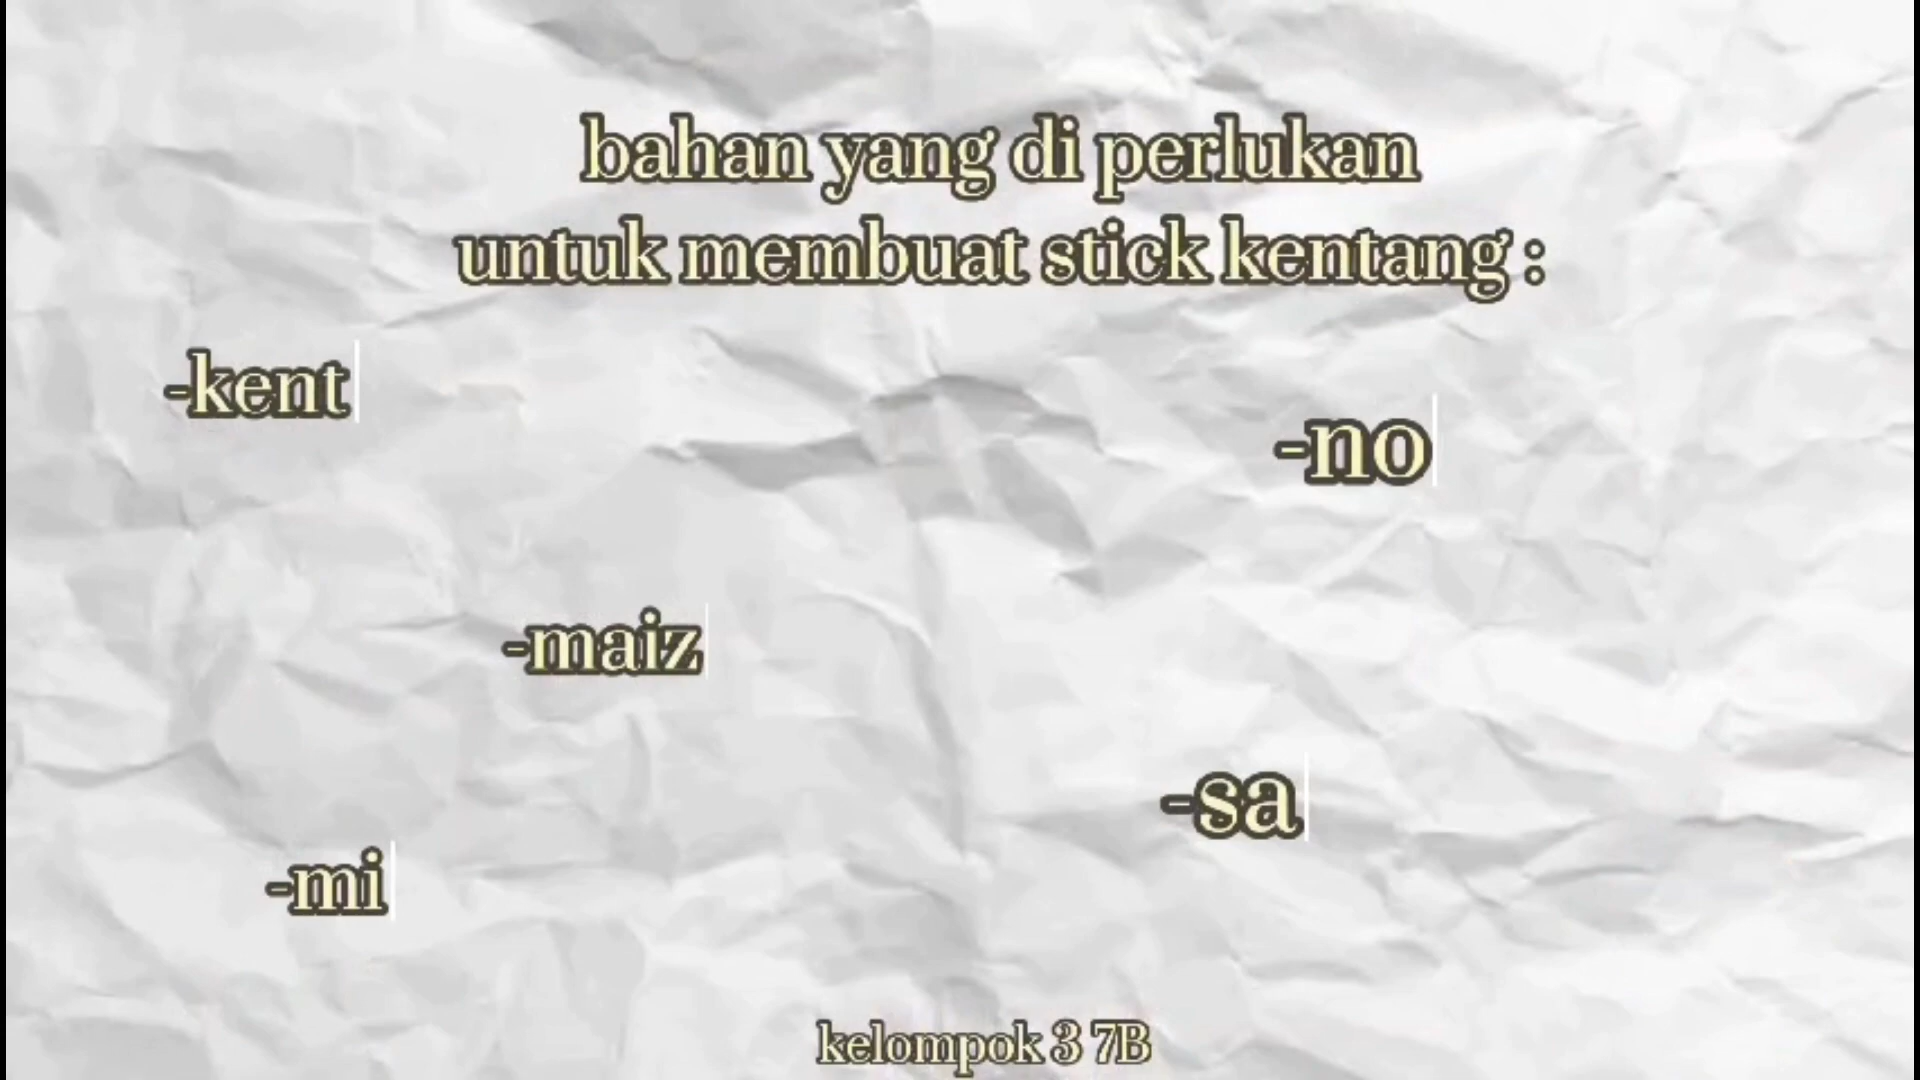 bahan yang di perlukan
untuk membuat stick kentang :
-kent
-no
-maiz
-sa
-mi
kelompok 3 7B